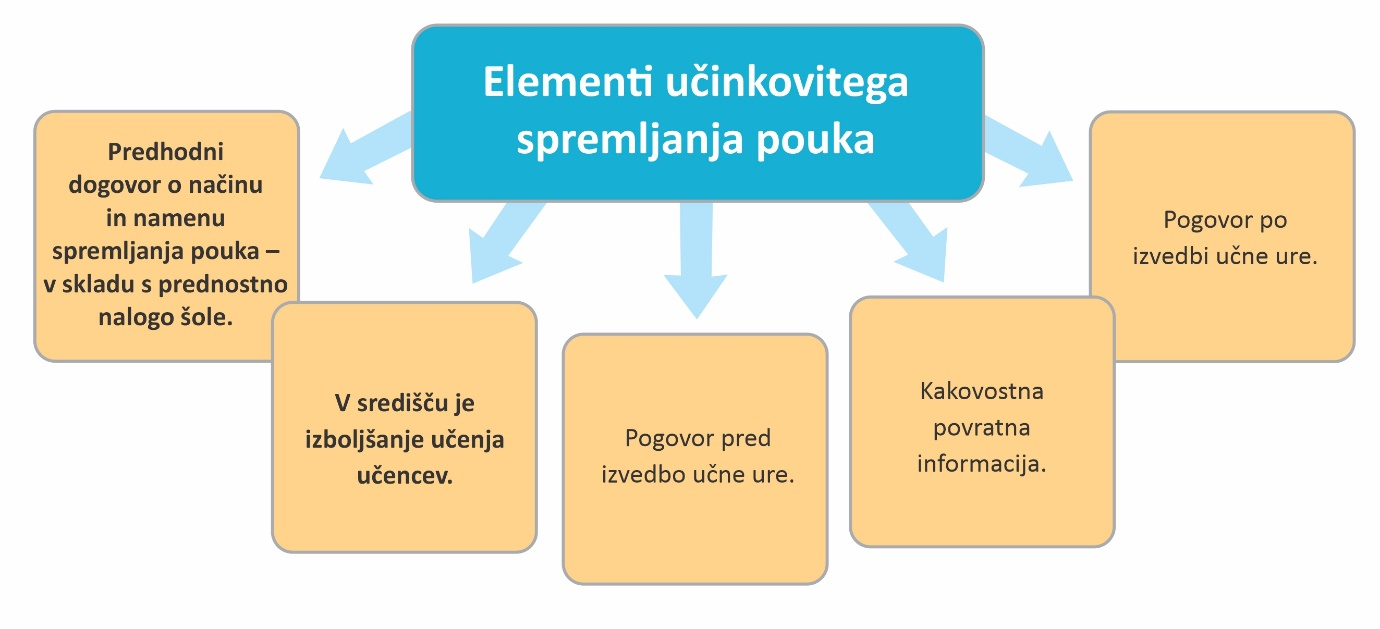 Elementi učinkovitega
spremljanja pouka
Predhodni
dogovor o načinu
in namenu
spremljanja pouka –
v skladu s prednostno
nalogo šole.
V središču je
izboljšanje učenja
učencev.
Pogovor pred
izvedbo učne ure.
Kakovostna
povratna
informacija.
Pogovor po
izvedbi učne ure.